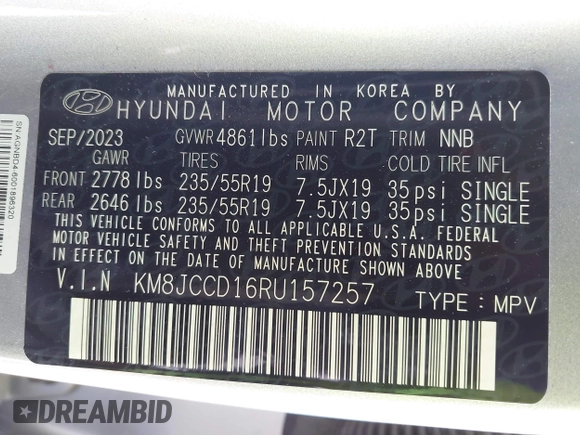 MANUFACTURED IN KOREA BY
HYUNDAI MOTOR COMPANY
SEP/2023 GVWR 4861lbs PAINT R2T TRIM NNB
GAWR TIRES RIMS COLD TIRE INFL
FRONT 2778 lbs 235/55R19 7.5JX19 35psi SINGLE
REAR 2646 lbs 235/55R19 7.5JX19 35psi SINGLE
THIS VEHICLE CONFORMS TO ALL APPLICABLE U.S.A. FEDERAL
MOTOR VEHICLE SAFETY AND THEFT PREVENTION STANDARDS
IN EFFECT ON THE DATE OF MANUFACTURE SHOWN ABOVE.
V.I.N KM8JCCD16RU157257 TYPE : MPV
DREAMBID